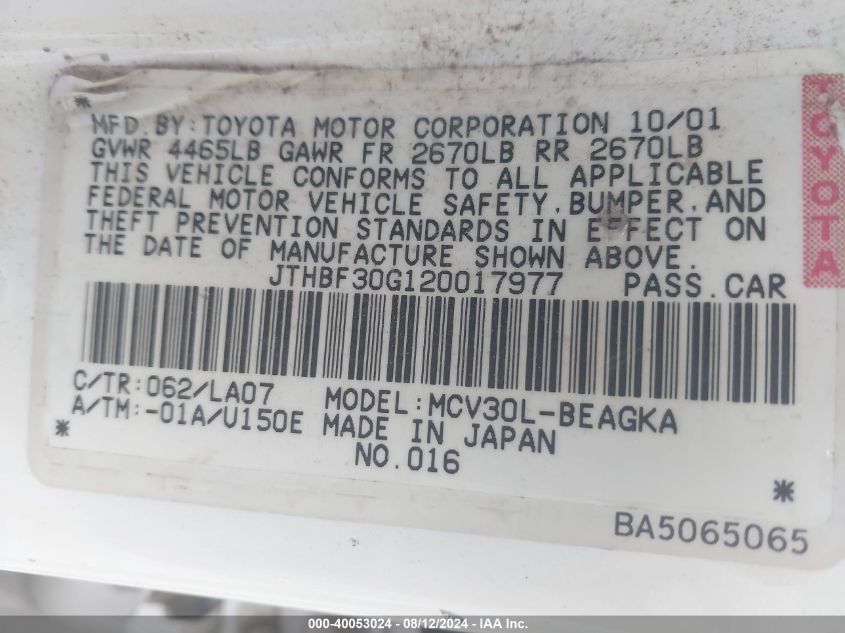 MFD. BY: TOYOTA MOTOR CORPORATION 10/01
GVWR 4465LB GAWR FR 2670LB RR 2670LB
THIS VEHICLE CONFORMS TO ALL APPLICABLE
FEDERAL MOTOR VEHICLE SAFETY, BUMPER, AND
THEFT PREVENTION STANDARDS IN EFFECT ON
THE DATE OF MANUFACTURE SHOWN ABOVE.
JTHBF30G120017977 PASS. CAR
TOYOTA
C/TR: 062/LA07 MODEL: MCV30L-BEAGKA
A/TM: -01A/U150E MADE IN JAPAN
NO. 016
BA5065065
000-40053024 - 08/12/2024 - IAA Inc.